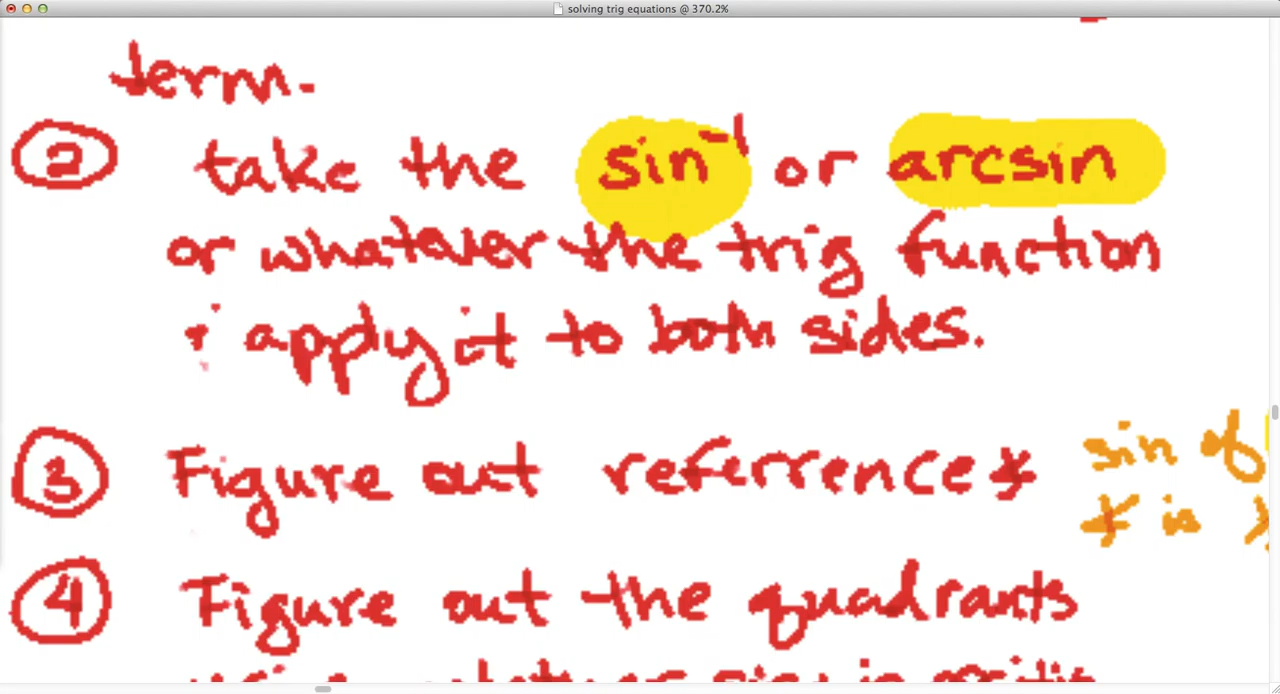 solving trig equations @ 370.2%
term.
② take the sin⁻¹ or arcsin
or whatever the trig function
& apply it to both sides.
③ Figure out referrence ∡
sin of
∡ is
④ Figure out the quadrants